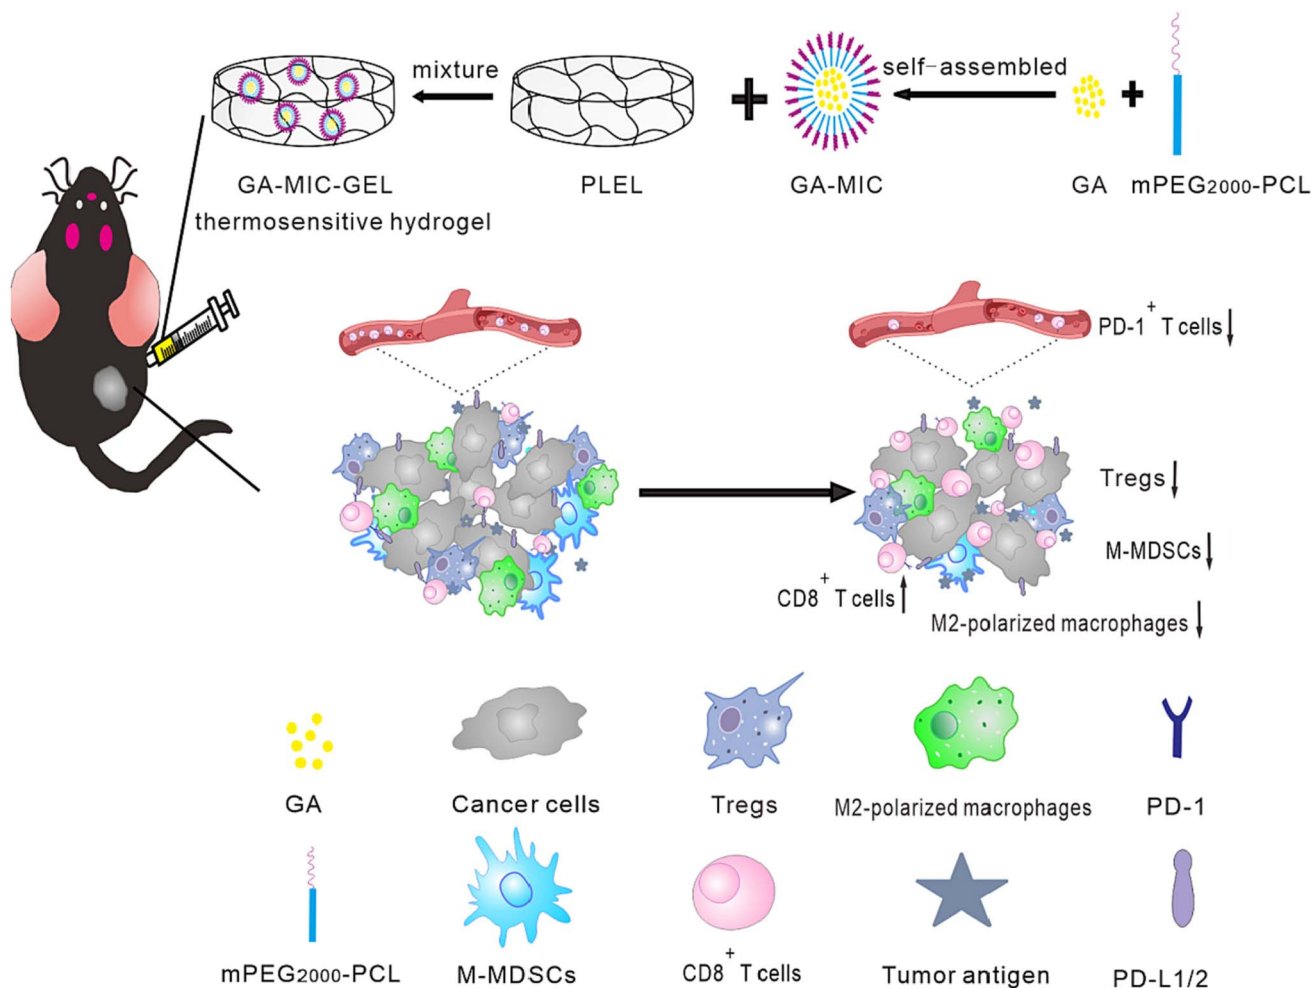 mixture
self-assembled
GA-MIC-GEL
thermosensitive hydrogel
PLEL
GA-MIC
GA
mPEG2000-PCL
PD-1+ T cells
Tregs
M-MDSCs
CD8+ T cells
M2-polarized macrophages
GA
Cancer cells
Tregs
M2-polarized macrophages
PD-1
mPEG2000-PCL
M-MDSCs
CD8+ T cells
Tumor antigen
PD-L1/2